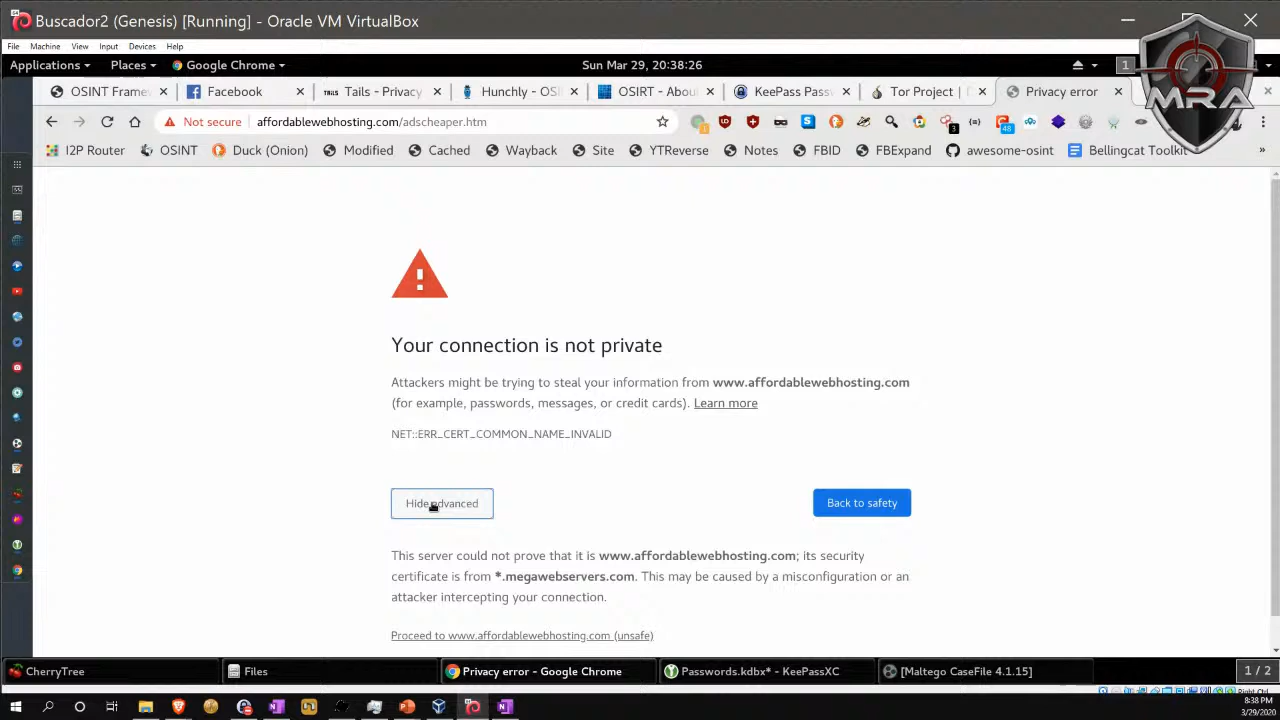 Buscador2 (Genesis) [Running] - Oracle VM VirtualBox
File Machine View Input Devices Help
Applications Places Google Chrome Sun Mar 29, 20:38:26 1
OSINT Frame Facebook Hunchly - OSI OSIRT - Abou Tails - Privacy KeePass Pass Tor Project | D Privacy error
Not secure affordablewebhosting.com/adscheaper.htm 3 48
I2P Router OSINT Duck (Onion) Modified Cached Wayback Site YTReverse Notes FBID FBExpand awesome-osint Bellingcat Toolkit »
MRA
Your connection is not private
Attackers might be trying to steal your information from www.affordablewebhosting.com
(for example, passwords, messages, or credit cards). Learn more
NET::ERR_CERT_COMMON_NAME_INVALID
Hide advanced Back to safety
This server could not prove that it is www.affordablewebhosting.com; its security
certificate is from *.megawebservers.com. This may be caused by a misconfiguration or an
attacker intercepting your connection.
Proceed to www.affordablewebhosting.com (unsafe)
CherryTree Files Privacy error - Google Chrome Passwords.kdbx* - KeePassXC [Maltego CaseFile 4.1.15] 1 / 2
Right Ctrl
8:38 PM
3/29/2020